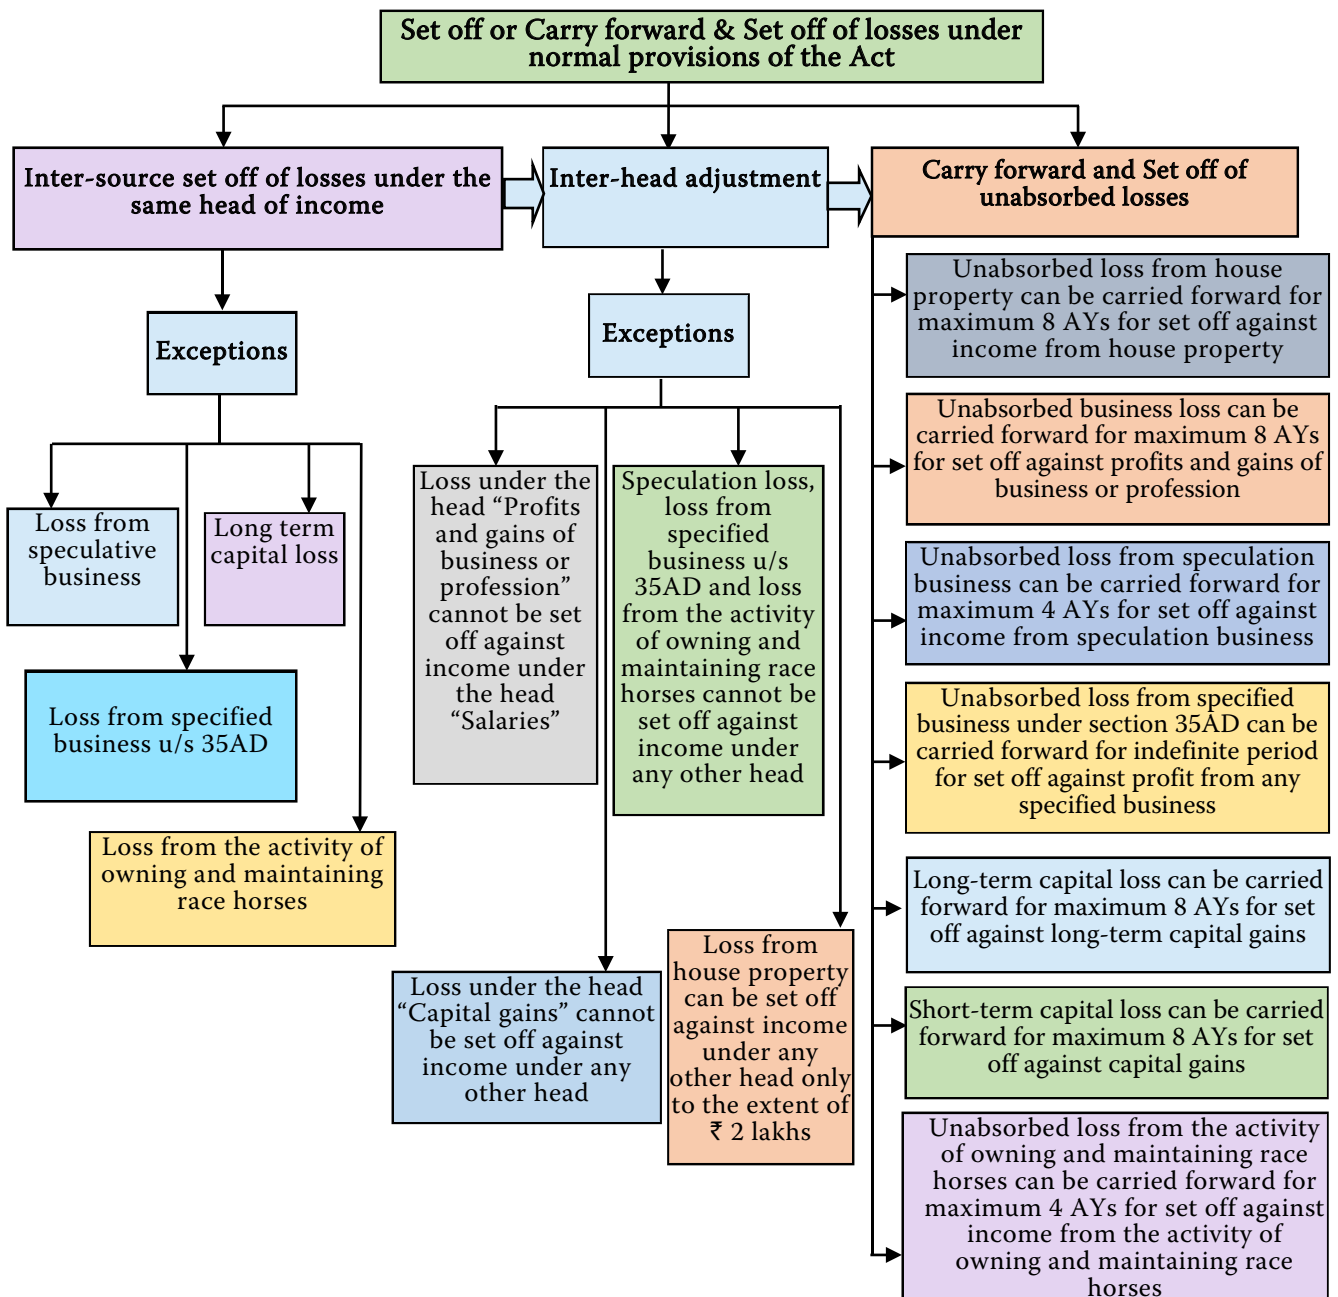 Set off or Carry forward & Set off of losses under
normal provisions of the Act
Inter-source set off of losses under the
same head of income
Inter-head adjustment
Carry forward and Set off of
unabsorbed losses
Exceptions
Loss from
speculative
business
Long term
capital loss
Loss from specified
business u/s 35AD
Loss from the activity of
owning and maintaining
race horses
Exceptions
Loss under the
head “Profits
and gains of
business or
profession”
cannot be set
off against
income under
the head
“Salaries”
Speculation loss,
loss from
specified
business u/s
35AD and loss
from the activity
of owning and
maintaining race
horses cannot be
set off against
income under
any other head
Loss under the head
“Capital gains” cannot
be set off against
income under any
other head
Loss from
house property
can be set off
against income
under any
other head only
to the extent of
₹ 2 lakhs
Unabsorbed loss from house
property can be carried forward for
maximum 8 AYs for set off against
income from house property
Unabsorbed business loss can be
carried forward for maximum 8 AYs
for set off against profits and gains of
business or profession
Unabsorbed loss from speculation
business can be carried forward for
maximum 4 AYs for set off against
income from speculation business
Unabsorbed loss from specified
business under section 35AD can be
carried forward for indefinite period
for set off against profit from any
specified business
Long-term capital loss can be carried
forward for maximum 8 AYs for set
off against long-term capital gains
Short-term capital loss can be carried
forward for maximum 8 AYs for set
off against capital gains
Unabsorbed loss from the activity
of owning and maintaining race
horses can be carried forward for
maximum 4 AYs for set off against
income from the activity of
owning and maintaining race
horses